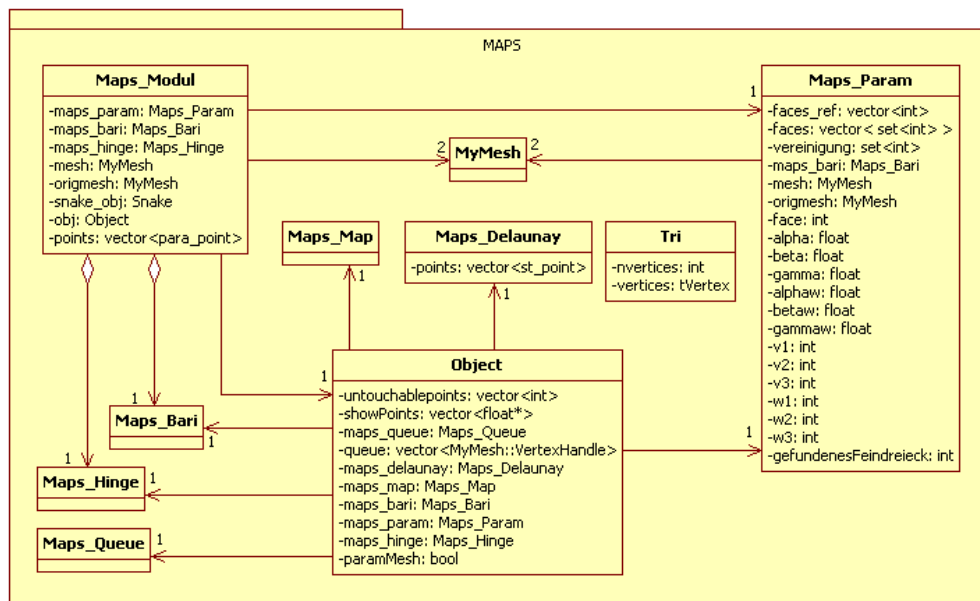 MAPS
Maps_Modul
-maps_param: Maps_Param
-maps_bari: Maps_Bari
-maps_hinge: Maps_Hinge
-mesh: MyMesh
-origmesh: MyMesh
-snake_obj: Snake
-obj: Object
-points: vector<para_point>
1
Maps_Param
-faces_ref: vector<int>
-faces: vector< set<int> >
-vereinigung: set<int>
-maps_bari: Maps_Bari
-mesh: MyMesh
-origmesh: MyMesh
-face: int
-alpha: float
-beta: float
-gamma: float
-alphaw: float
-betaw: float
-gammaw: float
-v1: int
-v2: int
-v3: int
-w1: int
-w2: int
-w3: int
-gefundenesFeindreieck: int
2
MyMesh
2
Maps_Map
1
Maps_Delaunay
-points: vector<st_point>
1
Tri
-nvertices: int
-vertices: tVertex
1
Object
-untouchablepoints: vector<int>
-showPoints: vector<float*>
-maps_queue: Maps_Queue
-queue: vector<MyMesh::VertexHandle>
-maps_delaunay: Maps_Delaunay
-maps_map: Maps_Map
-maps_bari: Maps_Bari
-maps_param: Maps_Param
-maps_hinge: Maps_Hinge
-paramMesh: bool
1
1
Maps_Bari
1
1
Maps_Hinge
1
Maps_Queue
1